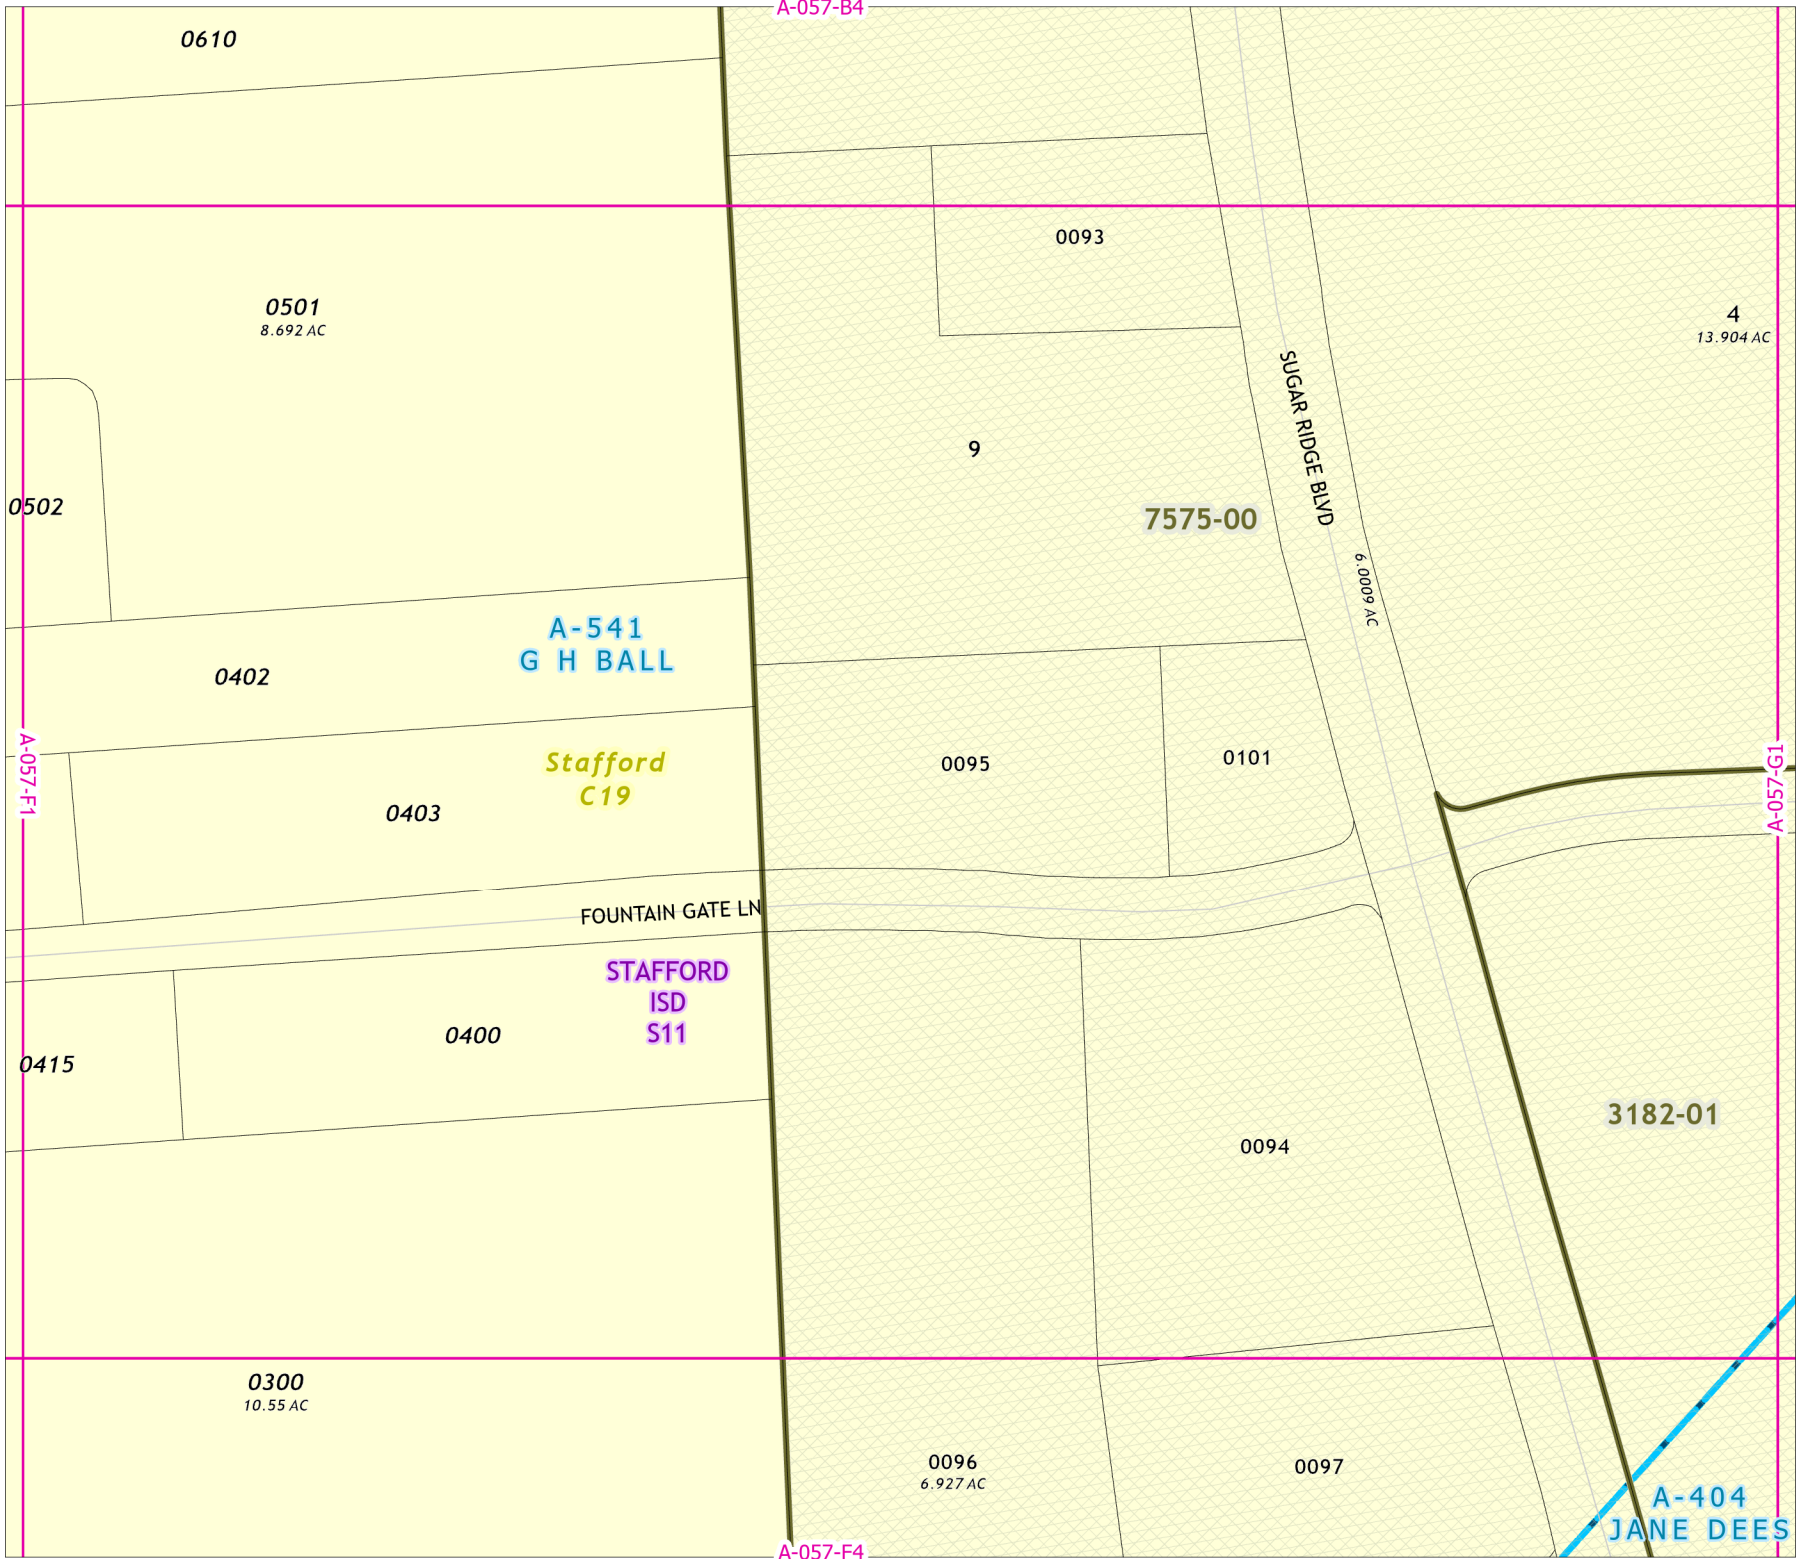 A-057-B4
0610
0093
0501
8.692 AC
4
13.904 AC
SUGAR RIDGE BLVD
9
0502
7575-00
6.0009 AC
A-541
G H BALL
0402
Stafford
C19
0095
0101
A-057-F1
A-057-G1
0403
FOUNTAIN GATE LN
STAFFORD
ISD
S11
0400
0415
3182-01
0094
0300
10.55 AC
0096
6.927 AC
0097
A-404
JANE DEES
A-057-F4